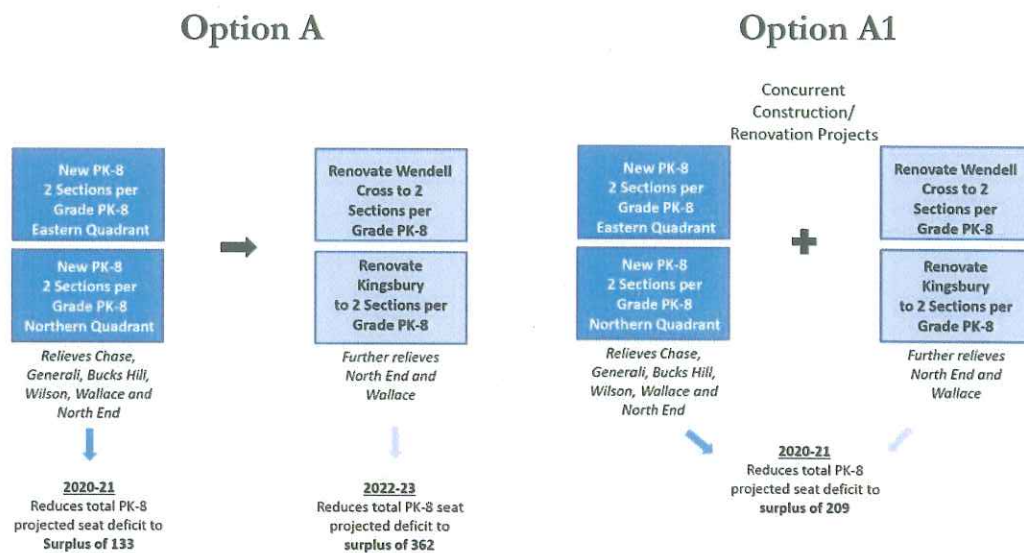 Option A
New PK-8
2 Sections per
Grade PK-8
Eastern Quadrant
New PK-8
2 Sections per
Grade PK-8
Northern Quadrant
Relieves Chase,
Generali, Bucks Hill,
Wilson, Wallace and
North End
2020-21
Reduces total PK-8
projected seat deficit to
Surplus of 133
Renovate Wendell
Cross to 2
Sections per
Grade PK-8
Renovate
Kingsbury
to 2 Sections per
Grade PK-8
Further relieves
North End and
Wallace
2022-23
Reduces total PK-8 seat
projected deficit to
surplus of 362
Option A1
Concurrent
Construction/
Renovation Projects
New PK-8
2 Sections per
Grade PK-8
Eastern Quadrant
New PK-8
2 Sections per
Grade PK-8
Northern Quadrant
Relieves Chase,
Generali, Bucks Hill,
Wilson, Wallace and
North End
Renovate Wendell
Cross to 2
Sections per
Grade PK-8
Renovate
Kingsbury
to 2 Sections per
Grade PK-8
Further relieves
North End and
Wallace
2020-21
Reduces total PK-8
projected seat deficit to
surplus of 209